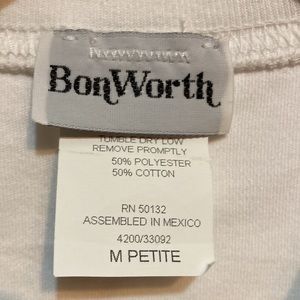 BonWorth
TUMBLE DRY LOW
REMOVE PROMPTLY
50% POLYESTER
50% COTTON
RN 50132
ASSEMBLED IN MEXICO
4200/33092
M PETITE